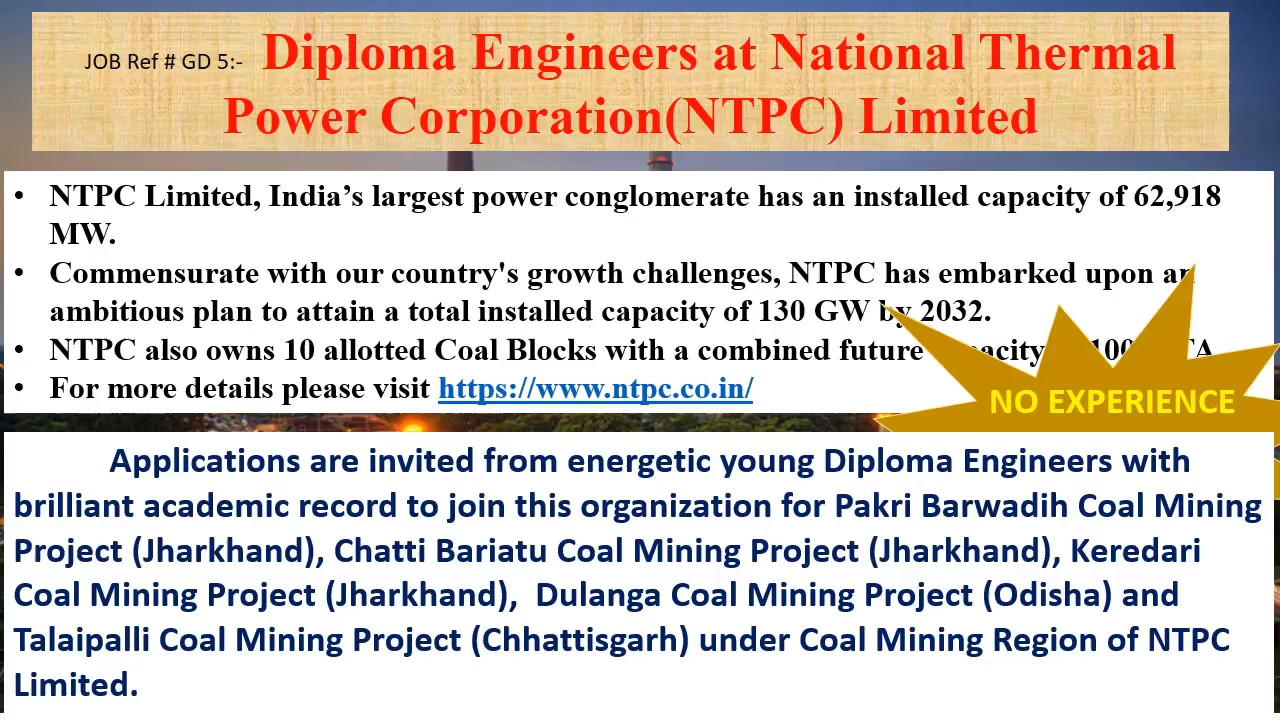 JOB Ref # GD 5:- Diploma Engineers at National Thermal
Power Corporation(NTPC) Limited
• NTPC Limited, India’s largest power conglomerate has an installed capacity of 62,918
MW.
• Commensurate with our country's growth challenges, NTPC has embarked upon an
ambitious plan to attain a total installed capacity of 130 GW by 2032.
• NTPC also owns 10 allotted Coal Blocks with a combined future
• For more details please visit https://www.ntpc.co.in/
NO EXPERIENCE
Applications are invited from energetic young Diploma Engineers with
brilliant academic record to join this organization for Pakri Barwadih Coal Mining
Project (Jharkhand), Chatti Bariatu Coal Mining Project (Jharkhand), Keredari
Coal Mining Project (Jharkhand), Dulanga Coal Mining Project (Odisha) and
Talaipalli Coal Mining Project (Chhattisgarh) under Coal Mining Region of NTPC
Limited.